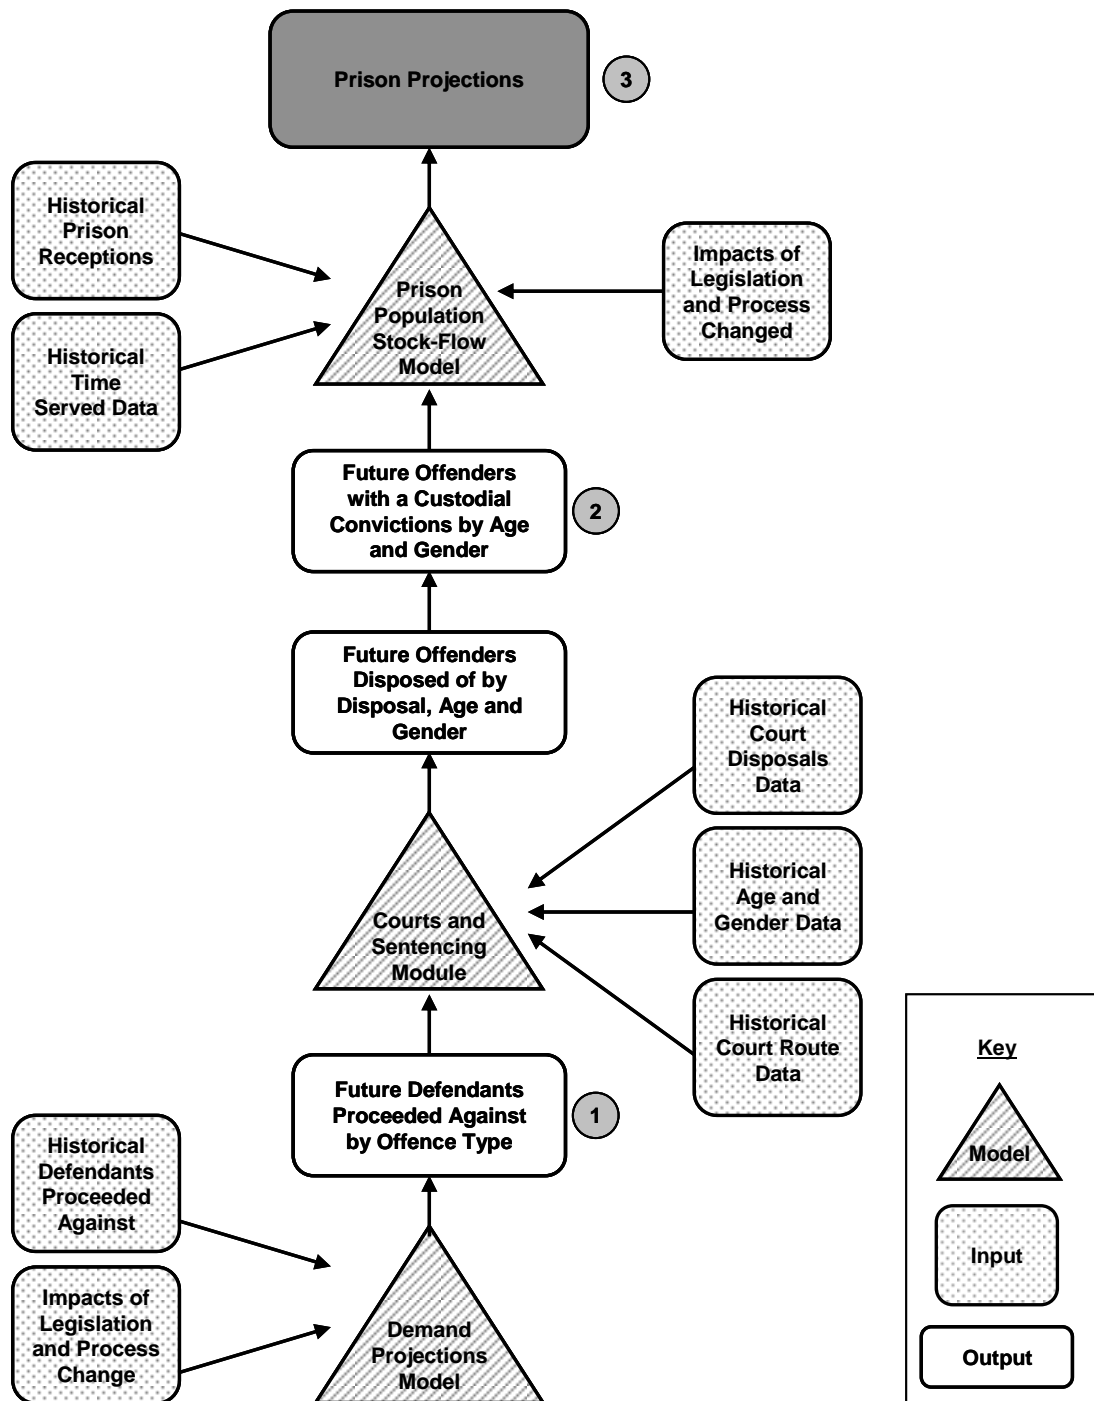 Prison Projections
3
Historical
Prison
Receptions
Impacts of
Legislation
and Process
Changed
Prison
Population
Stock-Flow
Model
Historical
Time
Served Data
Future Offenders
with a Custodial
Convictions by Age
and Gender
2
Future Offenders
Disposed of by
Disposal, Age and
Gender
Historical
Court
Disposals
Data
Historical
Age and
Gender Data
Courts and
Sentencing
Module
Historical
Court Route
Data
Future Defendants
Proceeded Against
by Offence Type
1
Historical
Defendants
Proceeded
Against
Impacts of
Legislation
and Process
Change
Demand
Projections
Model
Key
Model
Input
Output